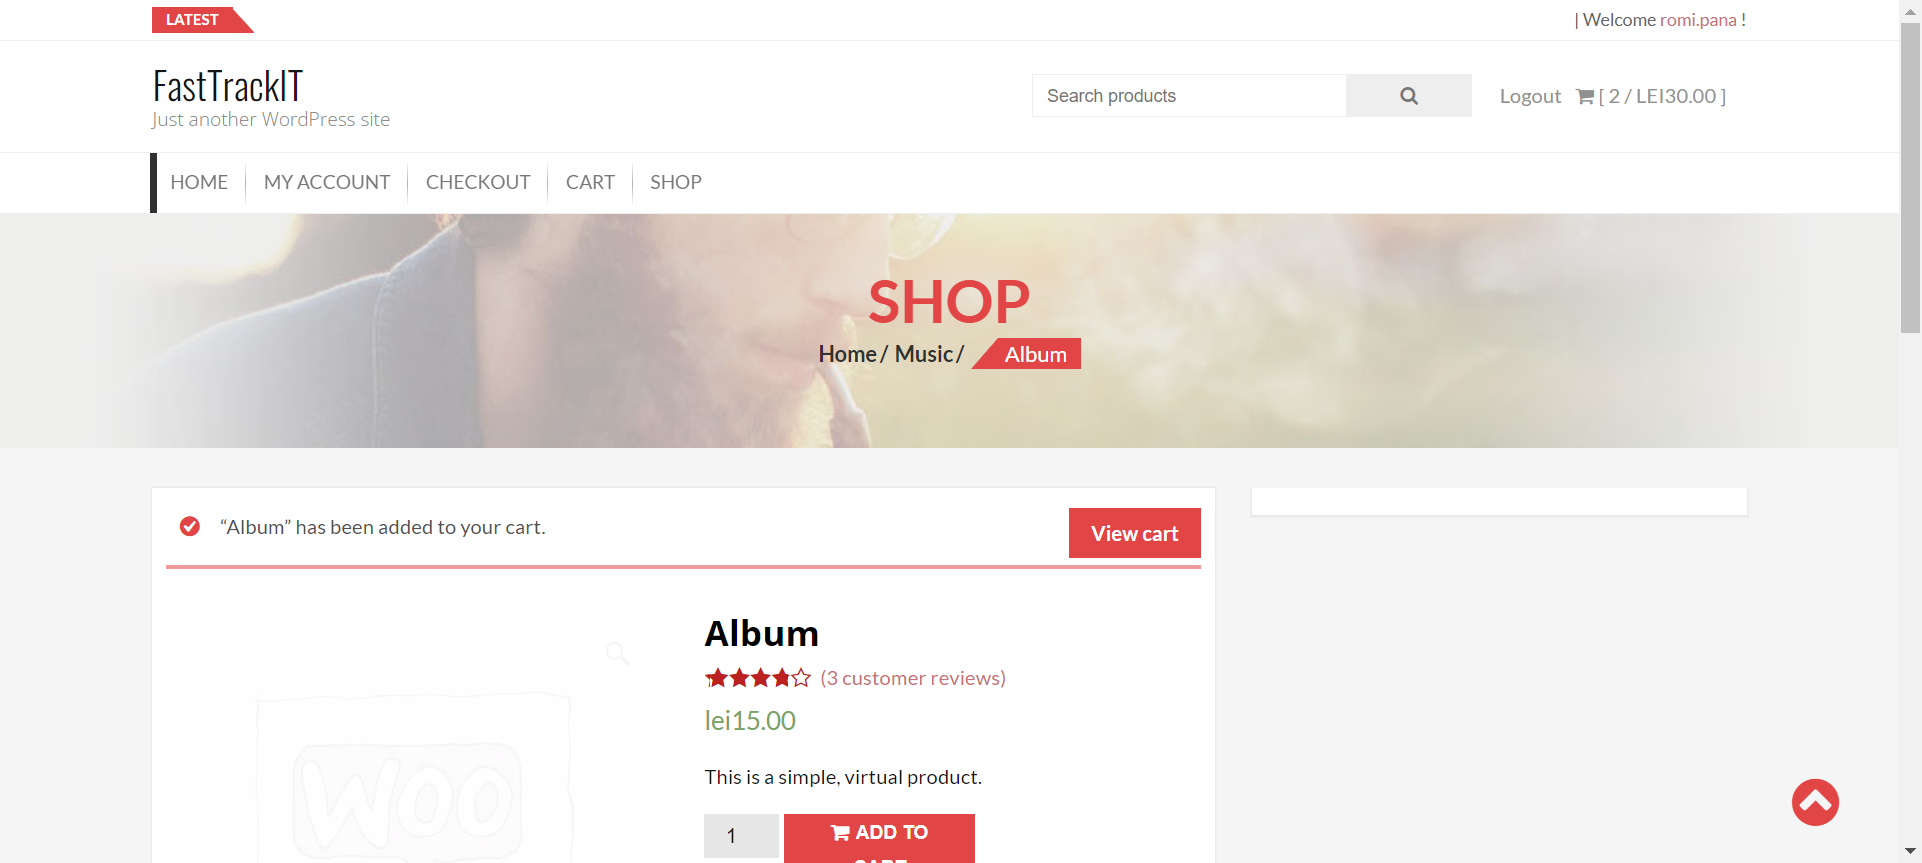 LATEST
| Welcome romi.pana !
FastTrackIT
Just another WordPress site
Search products
Logout [ 2 / LEI30.00 ]
HOME MY ACCOUNT CHECKOUT CART SHOP
SHOP
Home / Music / Album
“Album” has been added to your cart.
View cart
Album
(3 customer reviews)
lei15.00
This is a simple, virtual product.
WOO
1
ADD TO
CART